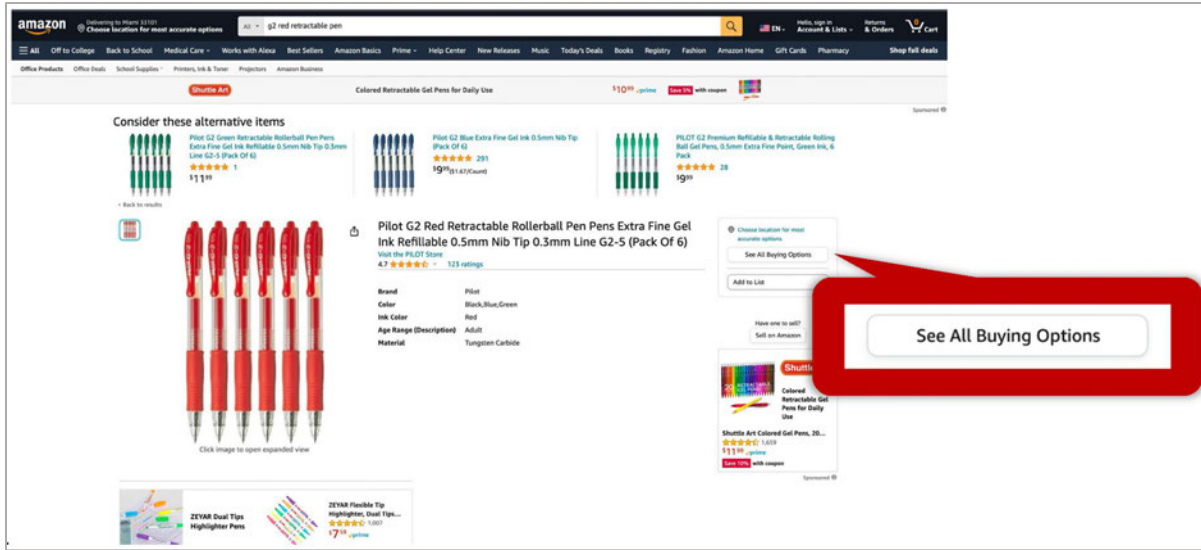 amazon
Delivering to Miami 33101
Choose location for most accurate options
All
g2 red retractable pen
EN
Hello, sign in
Account & Lists
Returns
& Orders
0
Cart
All Off to College Back to School Medical Care Works with Alexa Best Sellers Amazon Basics Prime Help Center New Releases Music Today's Deals Books Registry Fashion Amazon Home Gift Cards Pharmacy Shop fall deals
Office Products Office Deals School Supplies Printers, Ink & Toner Projectors Amazon Business
Shuttle Art Colored Retractable Gel Pens for Daily Use $10.99 prime Save 5% with coupon
Sponsored
Consider these alternative items
Pilot G2 Green Retractable Rollerball Pen Pens
Extra Fine Gel Ink Refillable 0.5mm Nib Tip 0.3mm
Line G2-5 (Pack Of 6)
1
$11.99
Pilot G2 Blue Extra Fine Gel Ink 0.5mm Nib Tip
(Pack Of 6)
291
$9.99($1.67/Count)
PILOT G2 Premium Refillable & Retractable Rolling
Ball Gel Pens, 0.5mm Extra Fine Point, Green Ink, 6
Pack
28
$9.99
‹ Back to results
Pilot G2 Red Retractable Rollerball Pen Pens Extra Fine Gel
Ink Refillable 0.5mm Nib Tip 0.3mm Line G2-5 (Pack Of 6)
Visit the PILOT Store
4.7 123 ratings
Brand Pilot
Color Black,Blue,Green
Ink Color Red
Age Range (Description) Adult
Material Tungsten Carbide
Click image to open expanded view
Choose location for most
accurate options
See All Buying Options
Add to List
Have one to sell?
Sell on Amazon
See All Buying Options
Shuttle
20 RETRACTABLE
GEL PENS
Colored
Retractable Gel
Pens for Daily
Use
Shuttle Art Colored Gel Pens, 20...
1,659
$11.99 prime
Save 10% with coupon
Sponsored
ZEYAR Dual Tips
Highlighter Pens
ZEYAR Flexible Tip
Highlighter, Dual Tips...
1,007
$7.59 prime